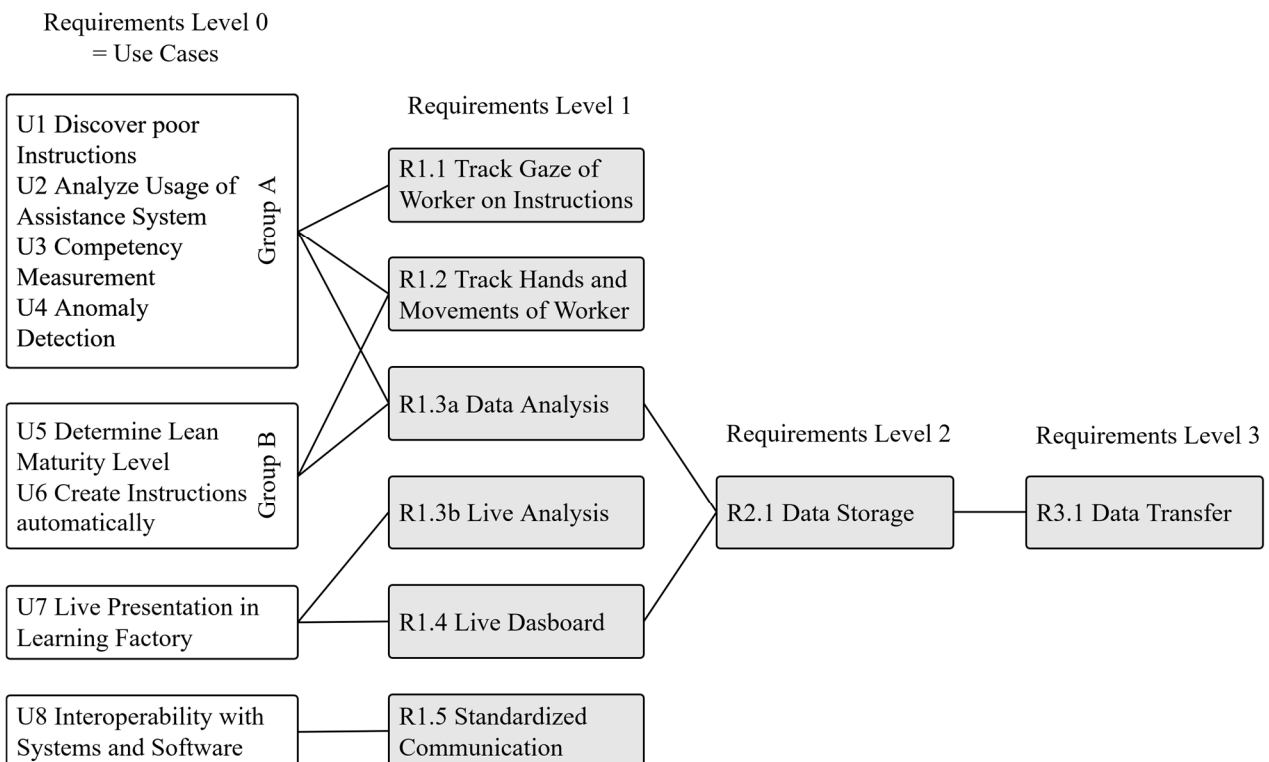 Requirements Level 0
= Use Cases
U1 Discover poor
Instructions
U2 Analyze Usage of
Assistance System
U3 Competency
Measurement
U4 Anomaly
Detection
Group A
U5 Determine Lean
Maturity Level
U6 Create Instructions
automatically
Group B
U7 Live Presentation in
Learning Factory
U8 Interoperability with
Systems and Software
Requirements Level 1
R1.1 Track Gaze of
Worker on Instructions
R1.2 Track Hands and
Movements of Worker
R1.3a Data Analysis
R1.3b Live Analysis
R1.4 Live Dasboard
R1.5 Standardized
Communication
Requirements Level 2
R2.1 Data Storage
Requirements Level 3
R3.1 Data Transfer